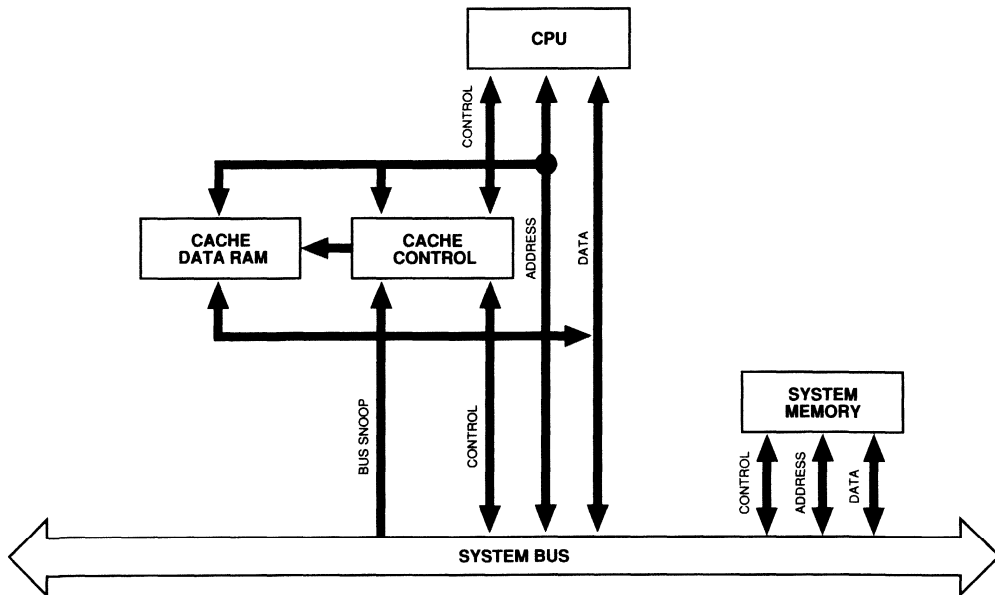 CPU
CONTROL
CACHE
DATA RAM
CACHE
CONTROL
ADDRESS
DATA
BUS SNOOP
CONTROL
SYSTEM
MEMORY
CONTROL
ADDRESS
DATA
SYSTEM BUS